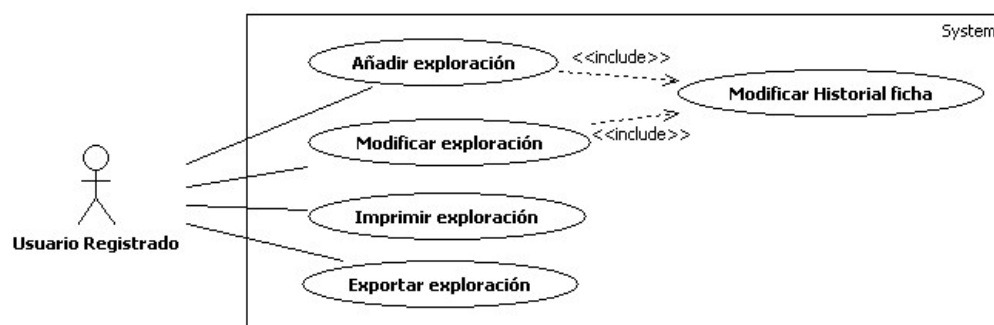 System
Añadir exploración
<<include>>
Modificar Historial ficha
Modificar exploración
<<include>>
Imprimir exploración
Usuario Registrado
Exportar exploración